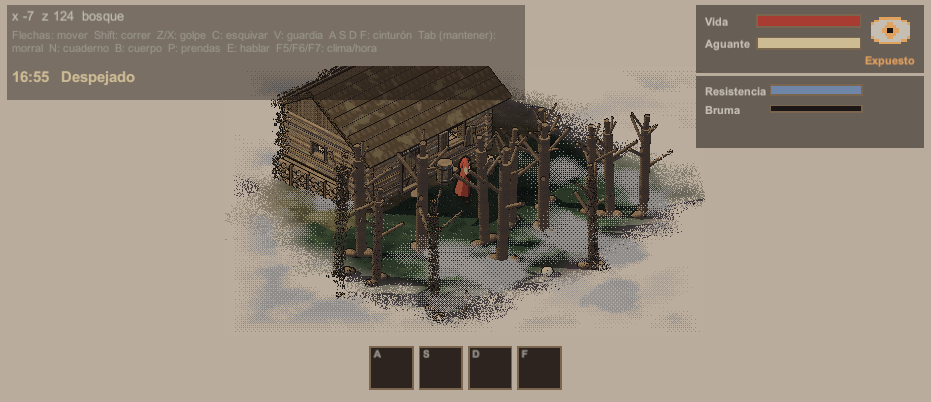 x -7 z 124 bosque
Flechas: mover Shift: correr Z/X: golpe C: esquivar V: guardia A S D F: cinturón Tab (mantener):
morral N: cuaderno B: cuerpo P: prendas E: hablar F5/F6/F7: clima/hora
16:55 Despejado
Vida
Aguante
Expuesto
Resistencia
Bruma
A S D F